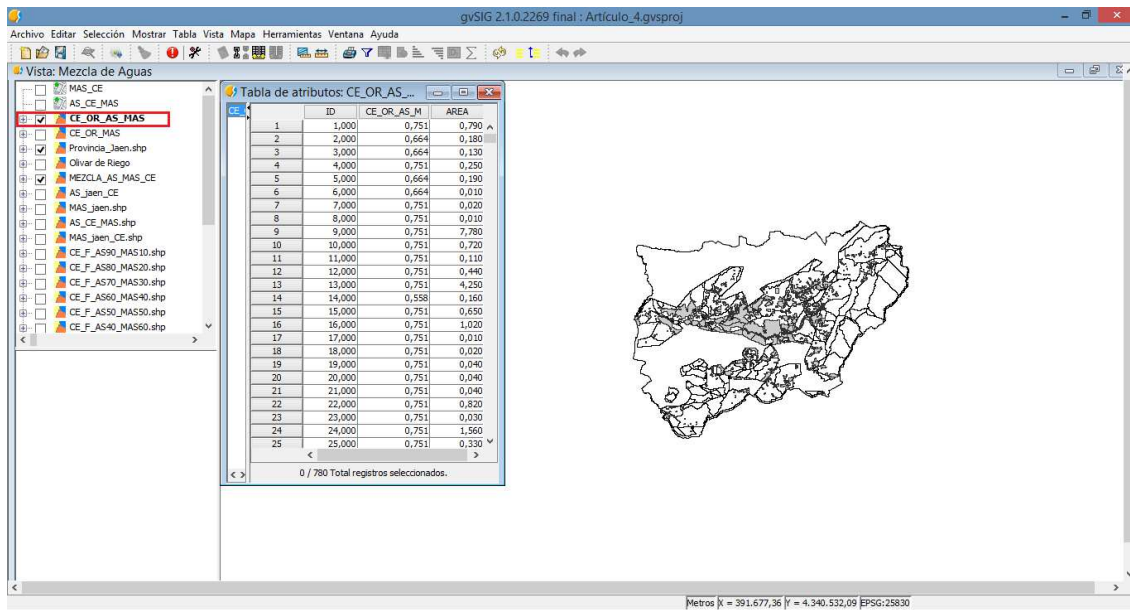 gvSIG 2.1.0.2269 final : Artículo_4.gvsproj
Archivo Editar Selección Mostrar Tabla Vista Mapa Herramientas Ventana Ayuda
Vista: Mezcla de Aguas
MAS_CE
AS_CE_MAS
CE_OR_AS_MAS
CE_OR_MAS
Provincia_Jaen.shp
Olivar de Riego
MEZCLA_AS_MAS_CE
AS_jaen_CE
MAS_jaen.shp
AS_CE_MAS.shp
MAS_jaen_CE.shp
CE_F_AS90_MAS10.shp
CE_F_AS80_MAS20.shp
CE_F_AS70_MAS30.shp
CE_F_AS60_MAS40.shp
CE_F_AS50_MAS50.shp
CE_F_AS40_MAS60.shp
Tabla de atributos: CE_OR_AS_...
CE_
ID CE_OR_AS_M AREA
1 1,000 0,751 0,790
2 2,000 0,664 0,180
3 3,000 0,664 0,130
4 4,000 0,751 0,250
5 5,000 0,664 0,190
6 6,000 0,664 0,010
7 7,000 0,751 0,020
8 8,000 0,751 0,010
9 9,000 0,751 7,780
10 10,000 0,751 0,720
11 11,000 0,751 0,110
12 12,000 0,751 0,440
13 13,000 0,751 4,250
14 14,000 0,558 0,160
15 15,000 0,751 0,650
16 16,000 0,751 1,020
17 17,000 0,751 0,010
18 18,000 0,751 0,020
19 19,000 0,751 0,040
20 20,000 0,751 0,040
21 21,000 0,751 0,040
22 22,000 0,751 0,820
23 23,000 0,751 0,030
24 24,000 0,751 1,560
25 25,000 0,751 0,330
0 / 780 Total registros seleccionados.
Metros X = 391.677,36 Y = 4.340.532,09 EPSG:25830